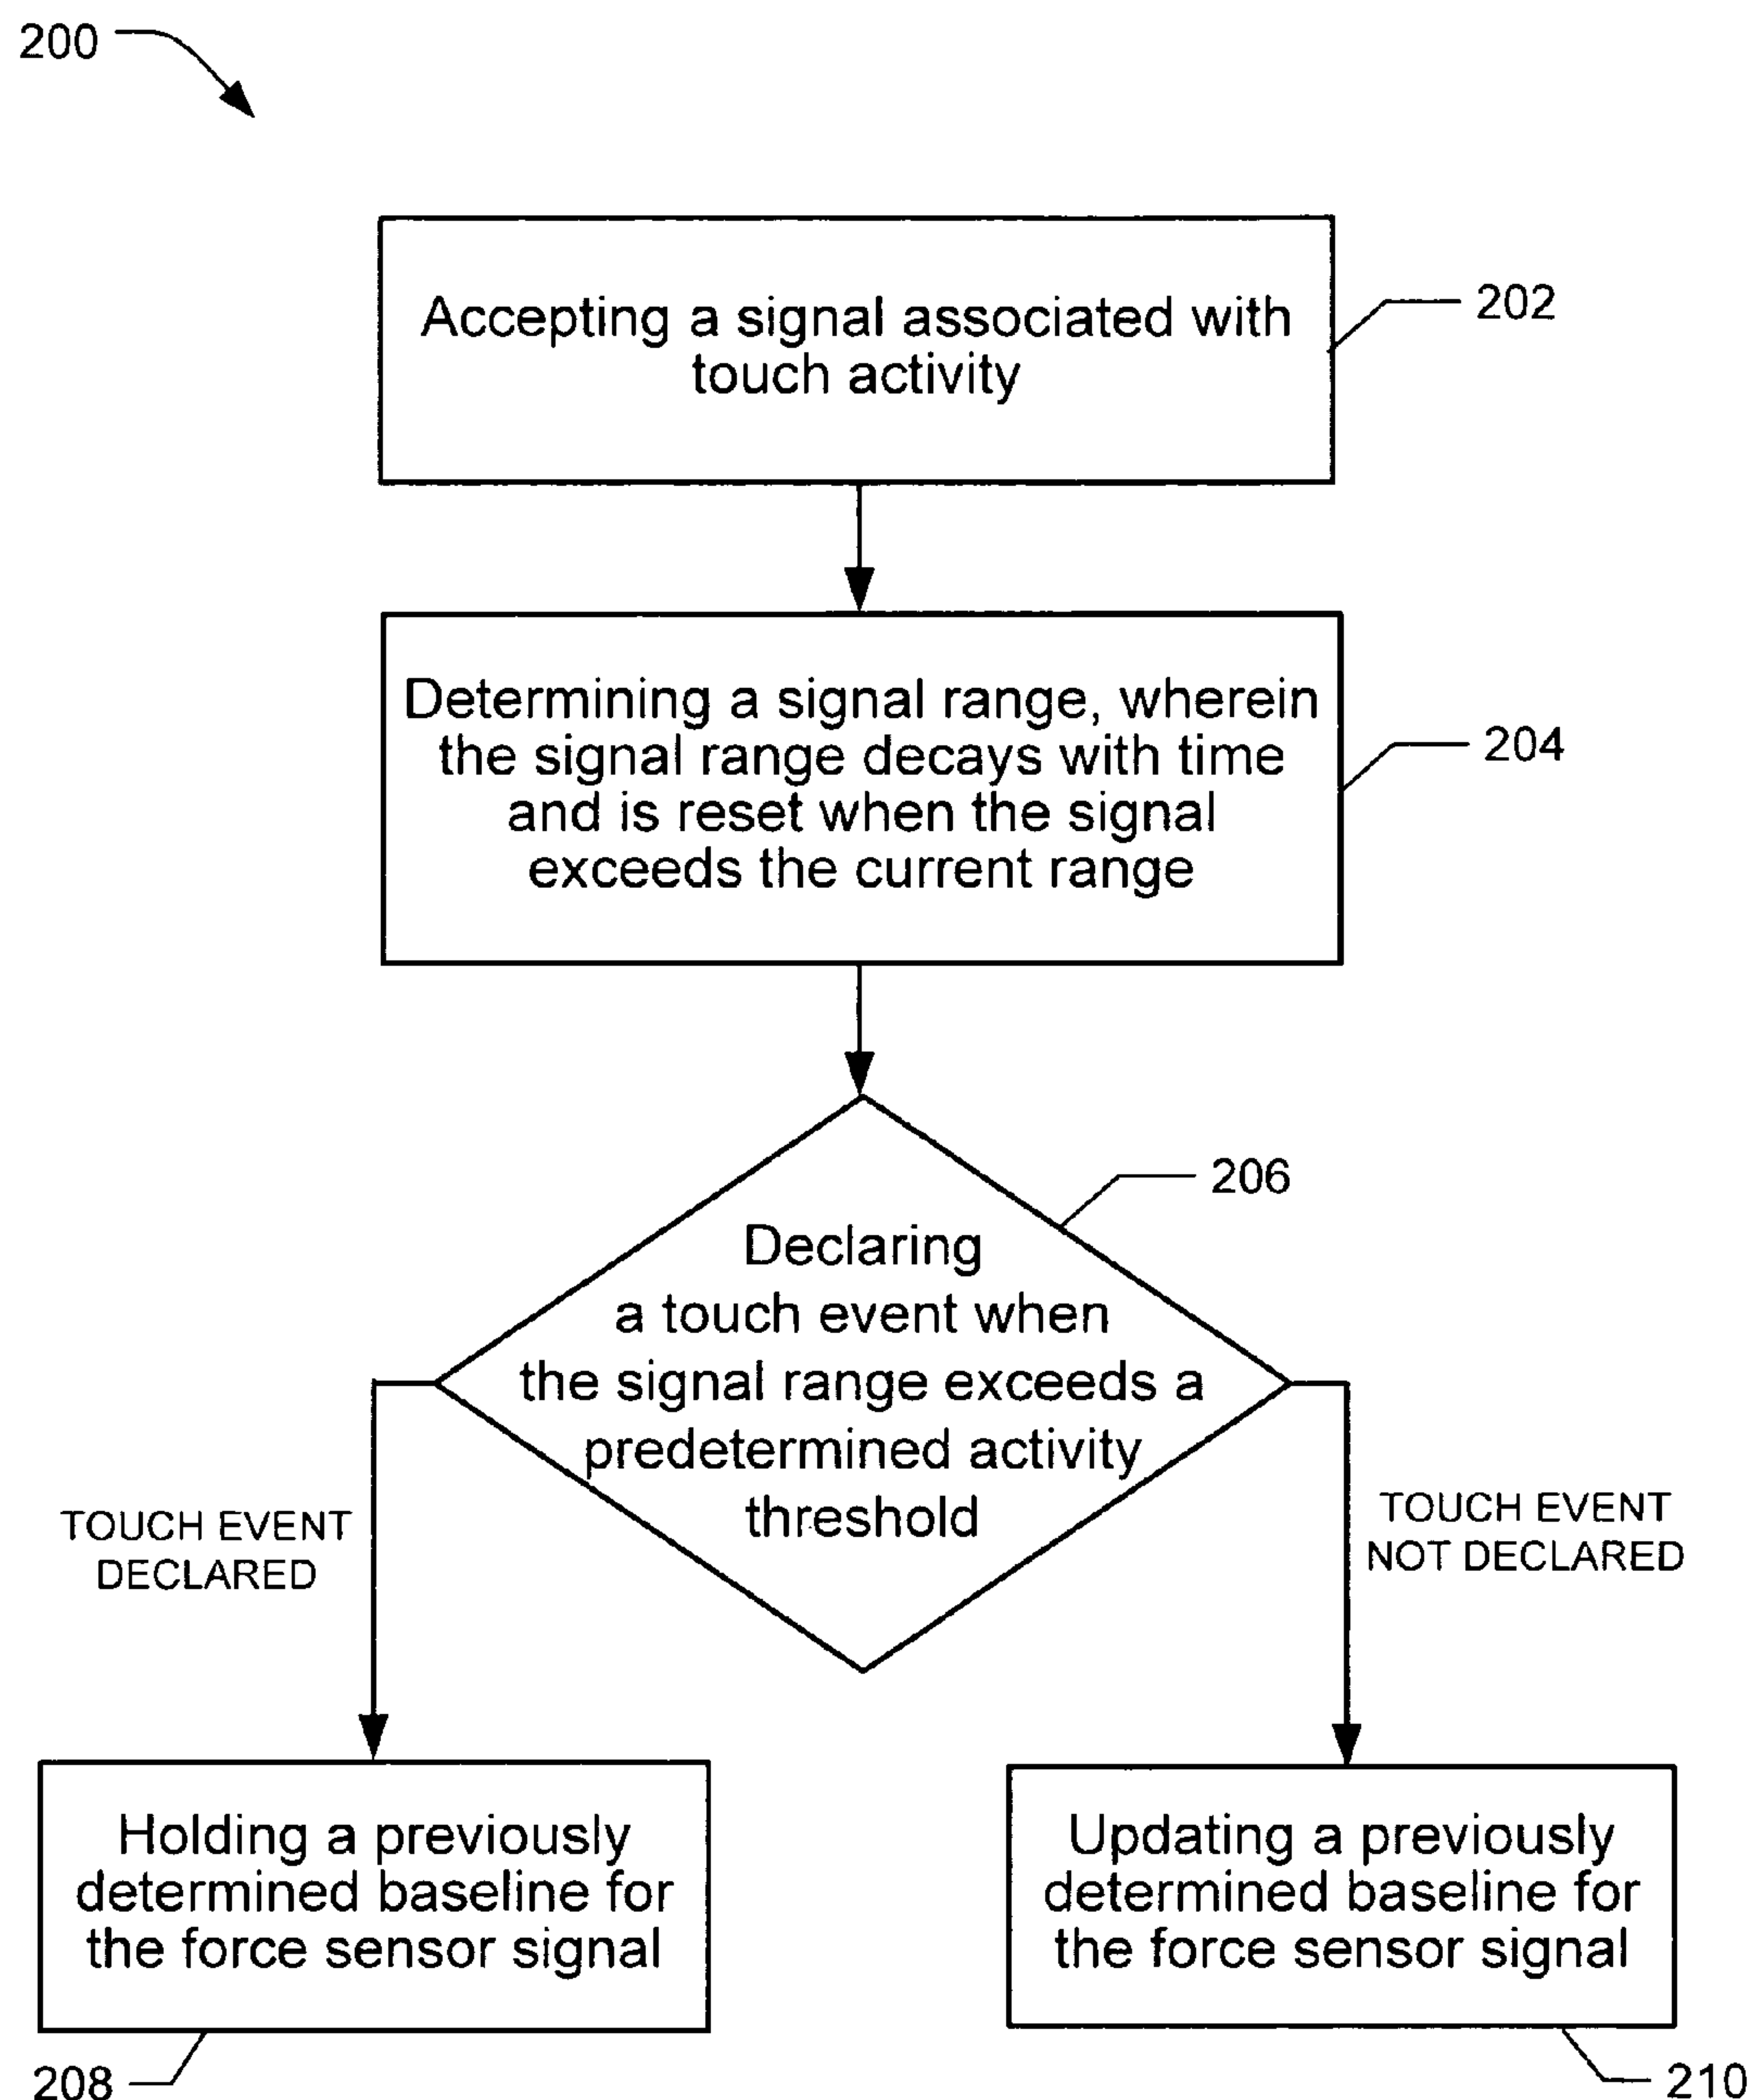 200
Accepting a signal associated with
touch activity
202
Determining a signal range, wherein
the signal range decays with time
and is reset when the signal
exceeds the current range
204
206
Declaring
a touch event when
the signal range exceeds a
predetermined activity
threshold
TOUCH EVENT
DECLARED
TOUCH EVENT
NOT DECLARED
Holding a previously
determined baseline for
the force sensor signal
208
Updating a previously
determined baseline for
the force sensor signal
210